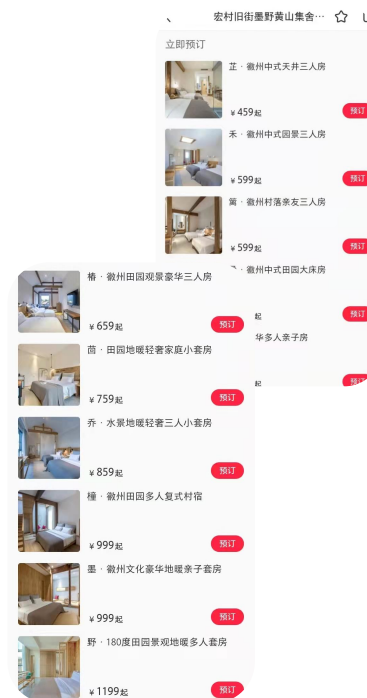 宏村旧街墨野黄山集舍…
立即预订
芷 · 徽州中式天井三人房
¥ 459起
预订
禾 · 徽州中式园景三人房
¥ 599起
预订
徽州村落亲友三人房
¥ 599起
预订
徽州中式田园大床房
起
预订
华多人亲子房
起
预订
椿 · 徽州田园观景豪华三人房
¥ 659起
预订
茴 · 田园地暖轻奢家庭小套房
¥ 759起
预订
乔 · 水景地暖轻奢三人小套房
¥ 859起
预订
橦 · 徽州田园多人复式村宿
¥ 999起
预订
墨 · 徽州文化豪华地暖亲子套房
¥ 999起
预订
野 · 180度田园景观地暖多人套房
¥ 1199起
预订